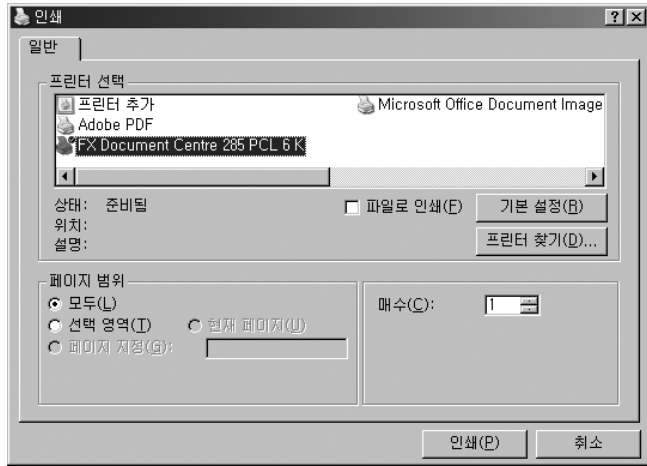 인쇄
일반
프린터 선택
프린터 추가
Microsoft Office Document Image
Adobe PDF
FX Document Centre 285 PCL 6 K
상태: 준비됨
파일로 인쇄(F)
기본 설정(R)
위치:
설명:
프린터 찾기(D)...
페이지 범위
모두(L)
매수(C): 1
선택 영역(T)
현재 페이지(U)
페이지 지정(G):
인쇄(P)
취소